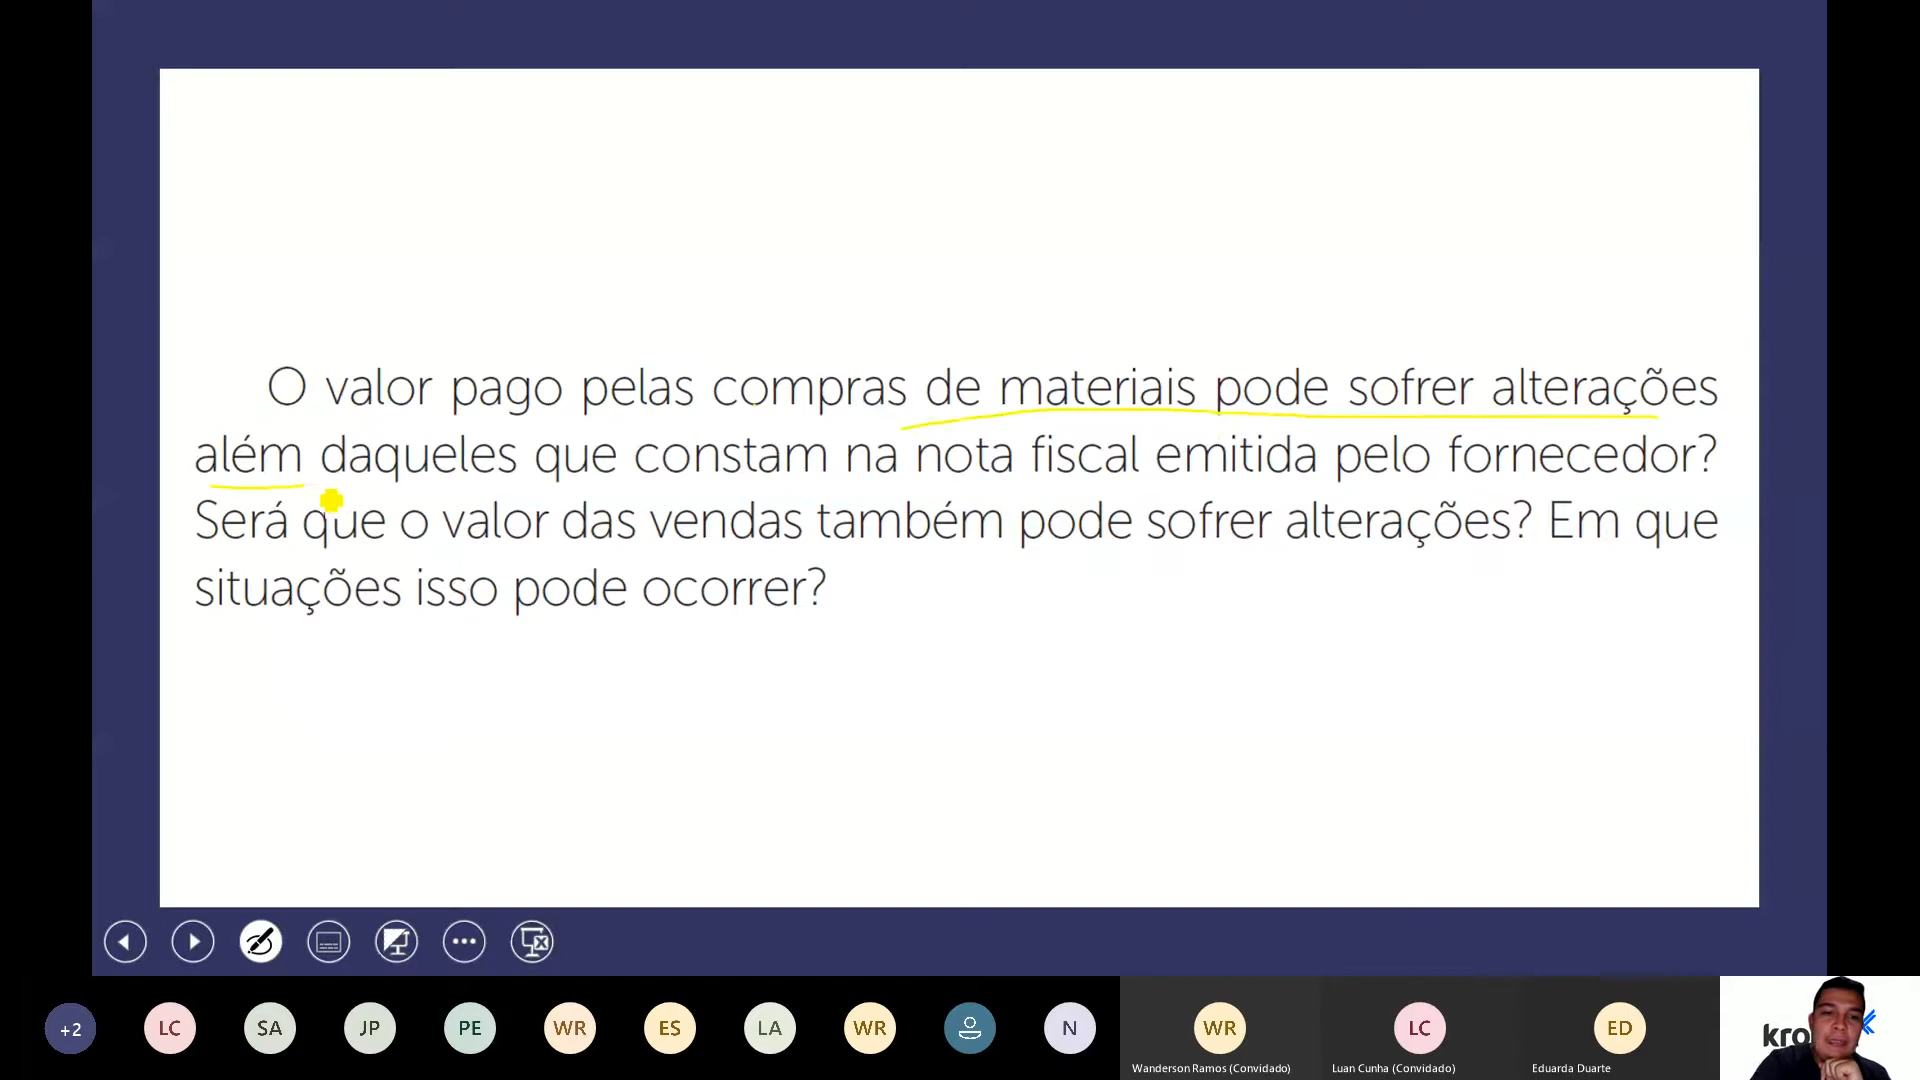 O valor pago pelas compras de materiais pode sofrer alterações
além daqueles que constam na nota fiscal emitida pelo fornecedor?
Será que o valor das vendas também pode sofrer alterações? Em que
situações isso pode ocorrer?
+2 LC SA JP PE WR ES LA WR N WR LC ED
Wanderson Ramos (Convidado) Luan Cunha (Convidado) Eduarda Duarte